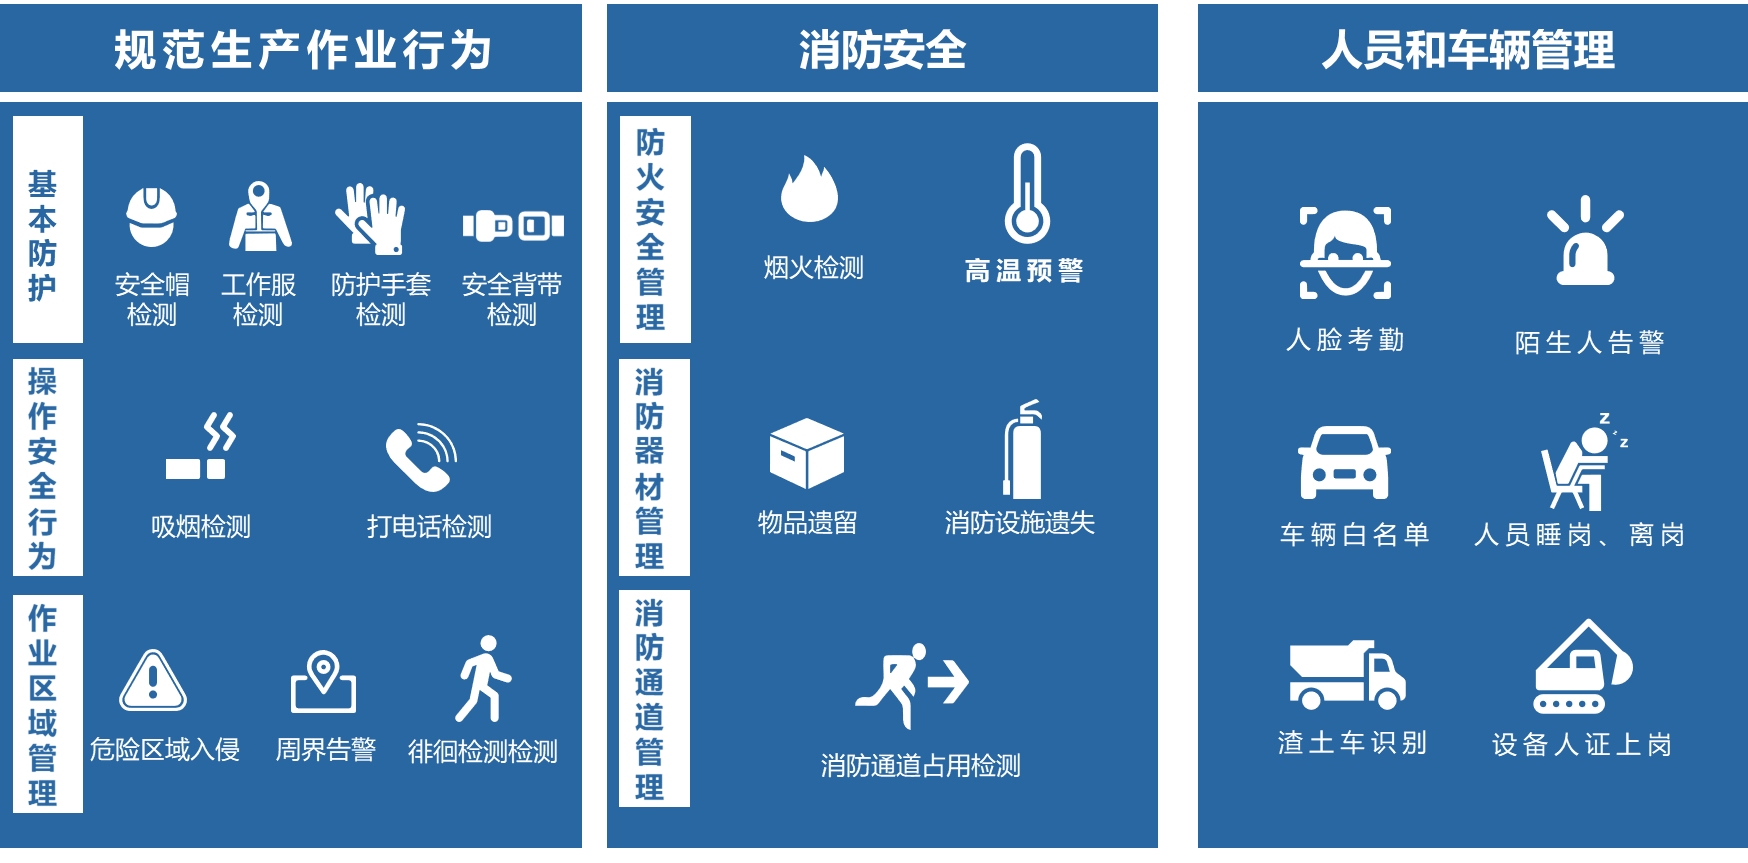 规范生产作业行为
基本防护
安全帽
检测
工作服
检测
防护手套
检测
安全背带
检测
操作安全行为
吸烟检测
打电话检测
作业区域管理
危险区域入侵
周界告警
徘徊检测检测
消防安全
防火安全管理
烟火检测
高温预警
消防器材管理
物品遗留
消防设施遗失
消防通道管理
消防通道占用检测
人员和车辆管理
人脸考勤
陌生人告警
车辆白名单
z
z
z
人员睡岗、离岗
渣土车识别
设备人证上岗